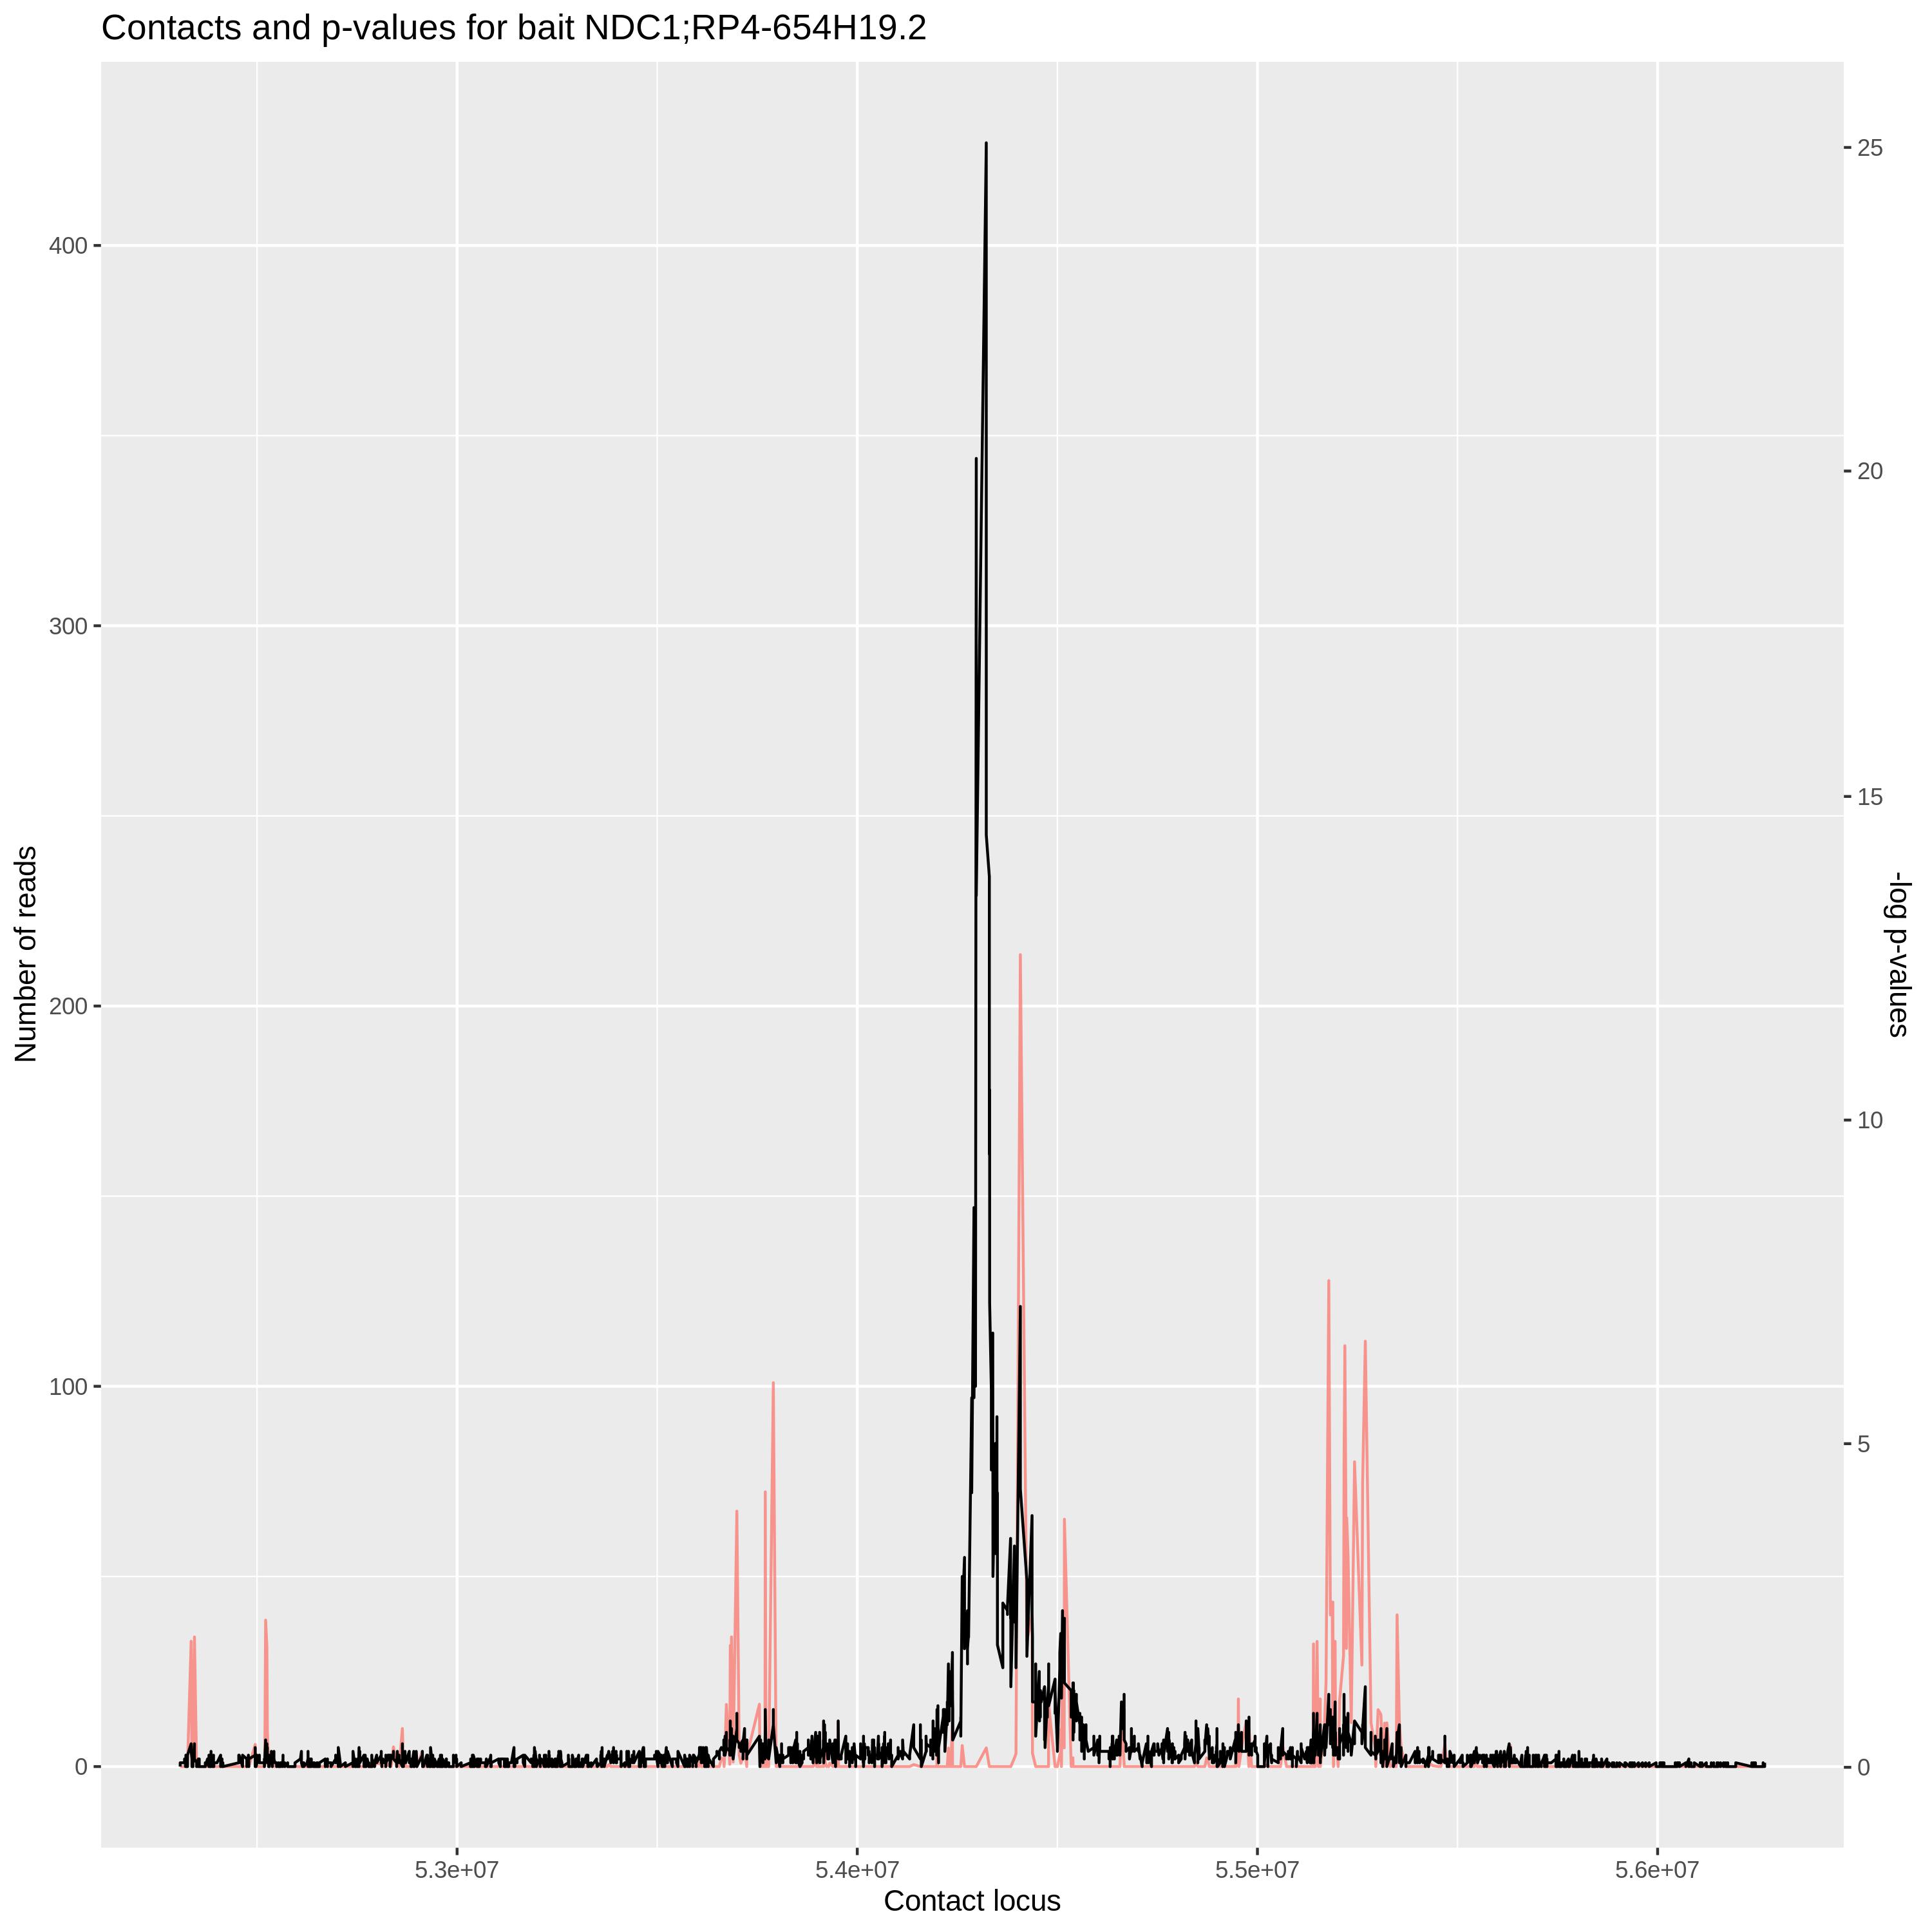 Contacts and p-values for bait NDC1;RP4-654H19.2
400
300
200
100
0
Number of reads
25
20
15
10
5
0
-log p-values
5.3e+07
5.4e+07
5.5e+07
5.6e+07
Contact locus